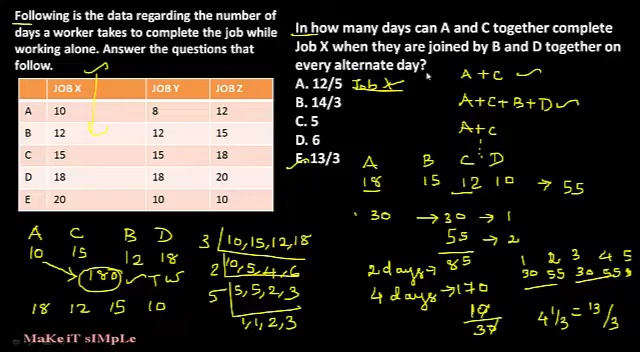 Following is the data regarding the number of
days a worker takes to complete the job while
working alone. Answer the questions that
follow.
JOB X JOB Y JOB Z
A 10 8 12
B 12 12 15
C 15 15 18
D 18 18 20
E 20 10 10
In how many days can A and C together complete
Job X when they are joined by B and D together on
every alternate day?
A. 12/5
B. 14/3
C. 5
D. 6
E. 13/3
Job X
A + C
A + C + B + D
A + C
A B C D
18 15 12 10 → 55
30 → 30 → 1
55 → 2
2 days → 85
4 days → 170
10
30
1 2 3 4 5
30 55 30 55
4 1/3 = 13/3
A C B D
10 15 12 18
180 TW
18 12 15 10
3 10, 15, 12, 18
2 10, 5, 4, 6
5 5, 5, 2, 3
1, 1, 2, 3
MaKeiT sIMpLe